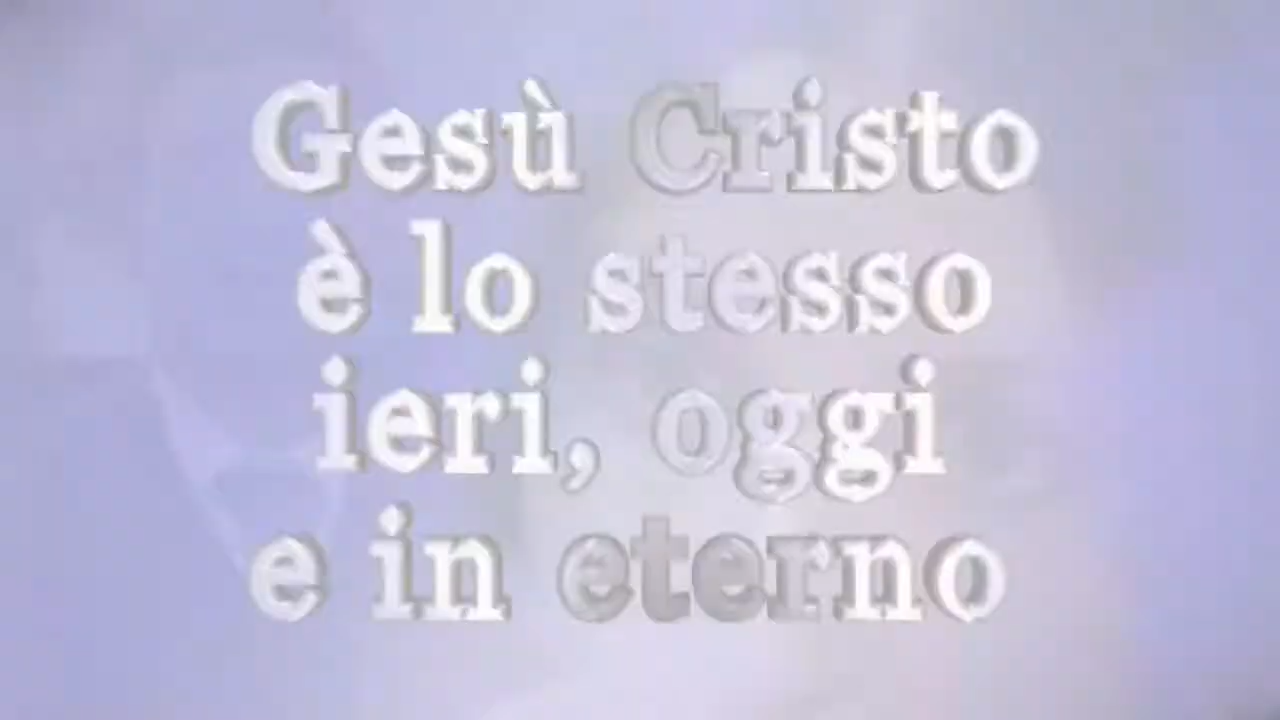 Gesù Cristo
è lo stesso
ieri, oggi
e in eterno